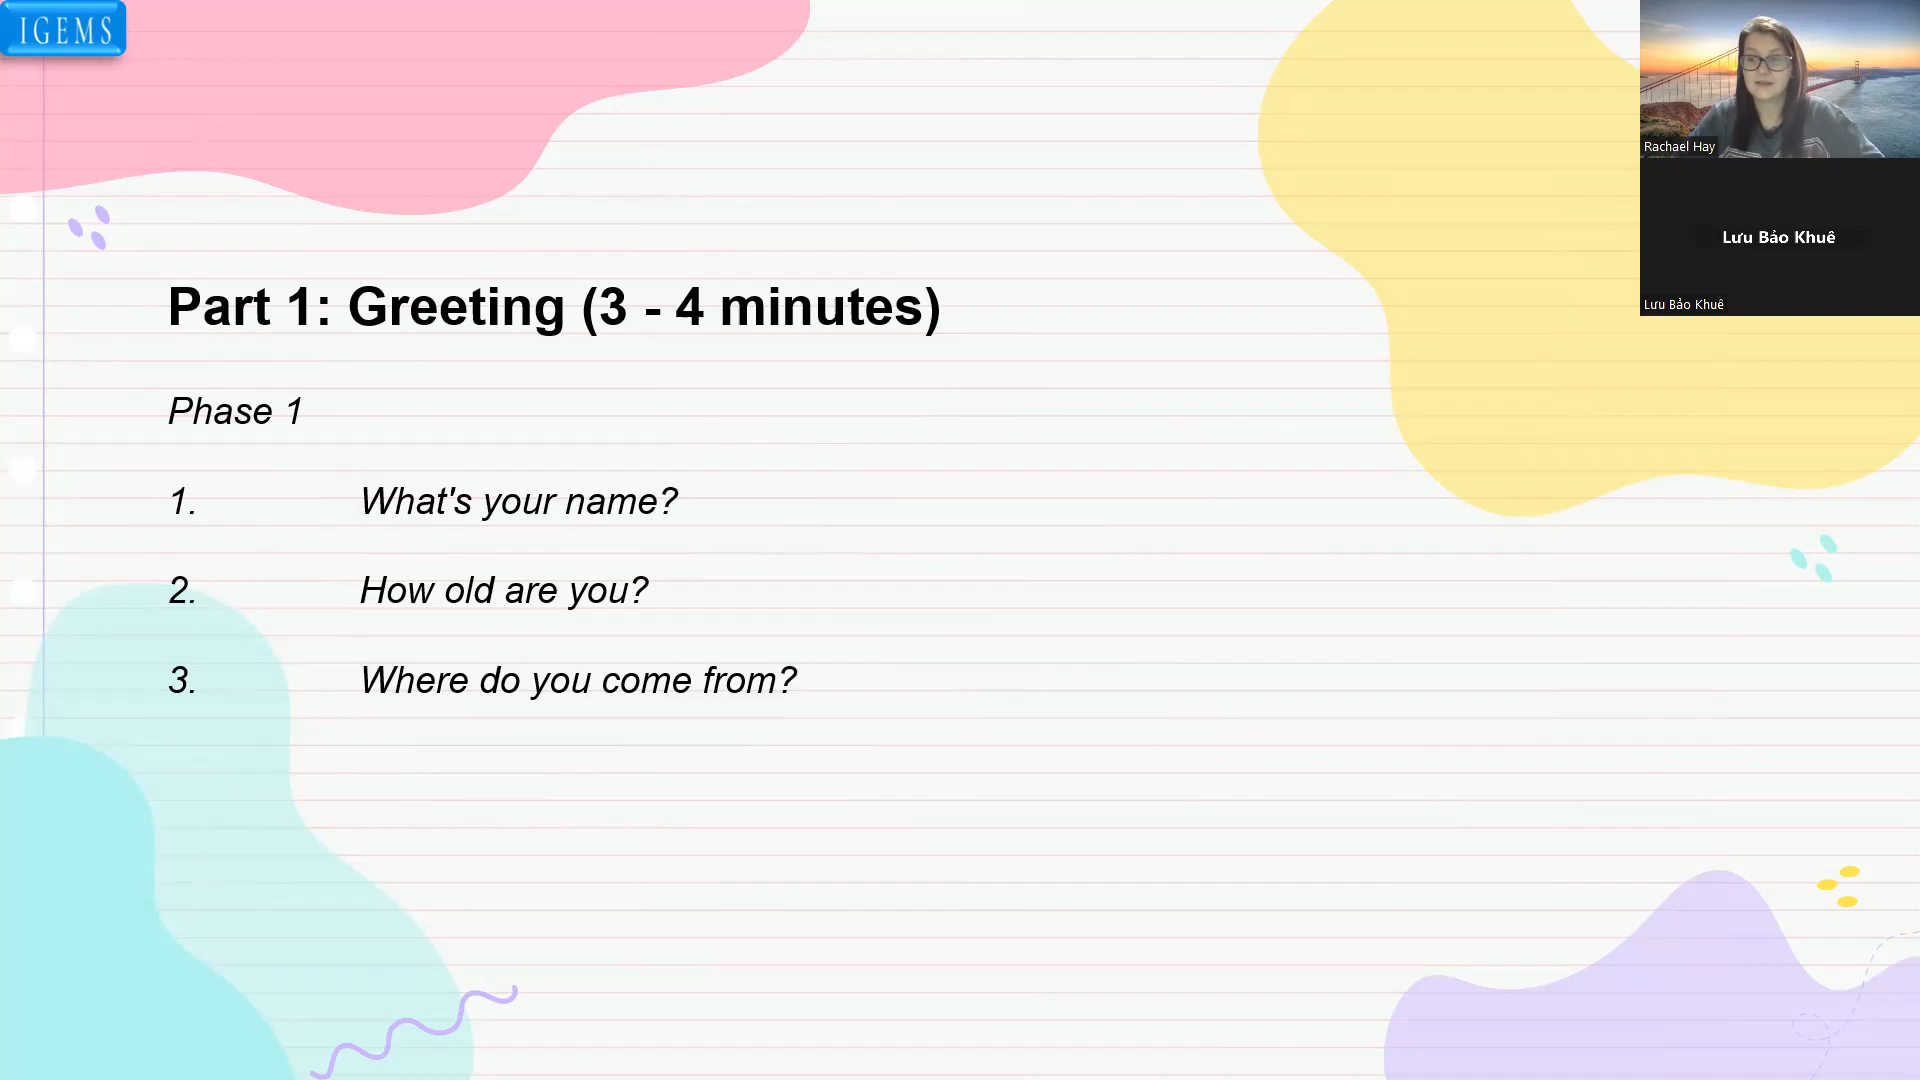 IGEMS
Part 1: Greeting (3 - 4 minutes)
Phase 1
1. What's your name?
2. How old are you?
3. Where do you come from?
Rachael Hay
Lưu Bảo Khuê
Lưu Bảo Khuê